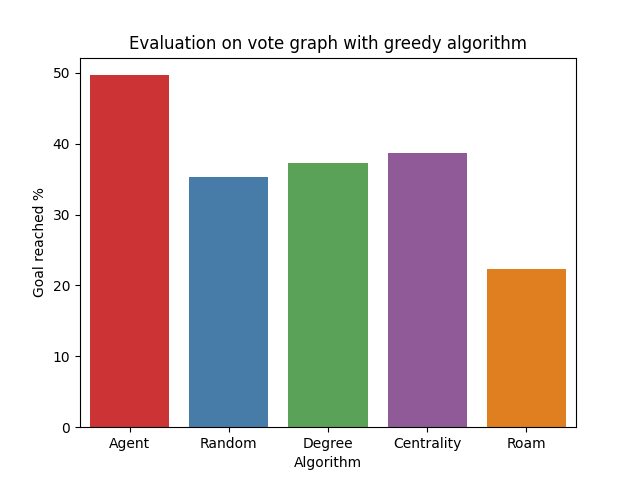 Evaluation on vote graph with greedy algorithm
Goal reached %
50
40
30
20
10
0
Agent Random Degree Centrality Roam
Algorithm